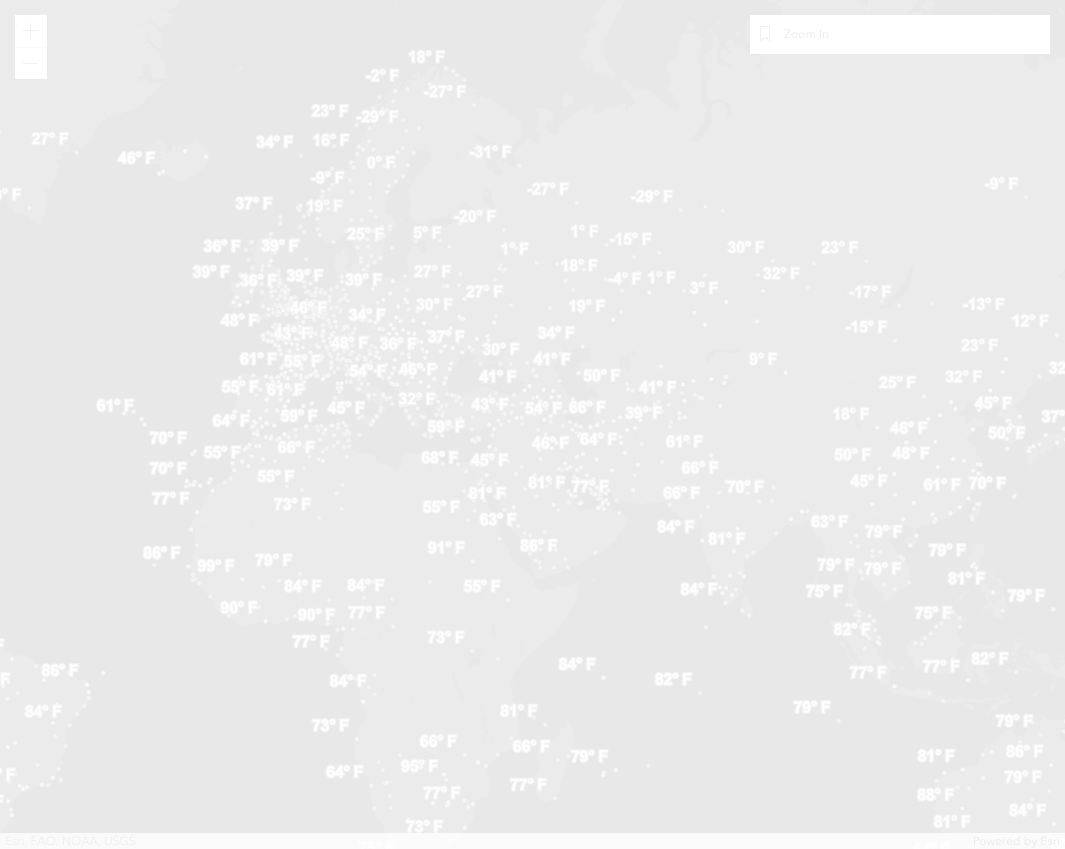 Zoom In
18° F
-2° F
-27° F
23° F
-29° F
27° F
34° F
16° F
46° F
-31° F
0° F
-9° F
-9° F
-27° F
-29° F
37° F
19° F
-20° F
25° F
5° F
1° F
-15° F
36° F
39° F
1° F
30° F
23° F
39° F
36° F
39° F
39° F
27° F
18° F
-4° F
1° F
32° F
3° F
27° F
-17° F
46° F
30° F
19° F
-13° F
48° F
34° F
12° F
43° F
-15° F
48° F
36° F
37° F
34° F
30° F
23° F
61° F
55° F
41° F
9° F
54° F
46° F
41° F
50° F
32° F
32
55° F
61° F
41° F
25° F
61° F
32° F
45° F
43° F
54° F
66° F
39° F
45° F
64° F
59° F
18° F
37°
70° F
59° F
46° F
50° F
55° F
66° F
46° F
64° F
61° F
50° F
48° F
70° F
68° F
45° F
66° F
55° F
81° F
77° F
70° F
45° F
61° F
70° F
77° F
73° F
81° F
66° F
55° F
63° F
84° F
63° F
79° F
86° F
91° F
86° F
81° F
79° F
99° F
79° F
79° F
79° F
81° F
84° F
84° F
55° F
84° F
75° F
79° F
90° F
90° F
77° F
75° F
77° F
73° F
82° F
86° F
84° F
77° F
77° F
82° F
84° F
82° F
84° F
81° F
79° F
73° F
66° F
66° F
79° F
79° F
81° F
86° F
64° F
95° F
77° F
77° F
88° F
79° F
73° F
81° F
84° F
Esri, FAO, NOAA, USGS
Powered by Esri